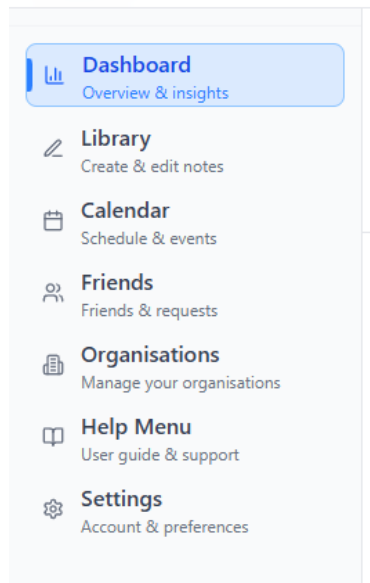 Dashboard
Overview & insights
Library
Create & edit notes
Calendar
Schedule & events
Friends
Friends & requests
Organisations
Manage your organisations
Help Menu
User guide & support
Settings
Account & preferences